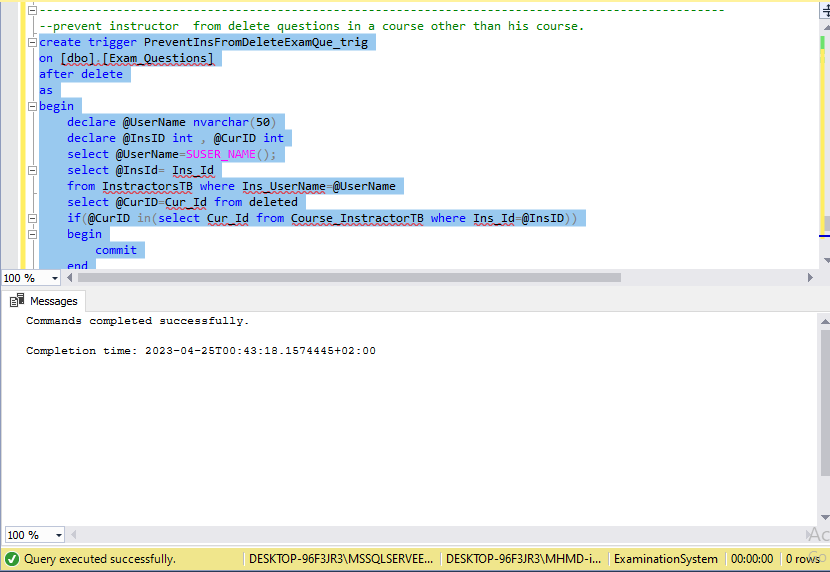 --------------------------------------------------------------------------------------------
--prevent instructor  from delete questions in a course other than his course.
create trigger PreventInsFromDeleteExamQue_trig
on [dbo].[Exam_Questions]
after delete
as
begin
    declare @UserName nvarchar(50)
    declare @InsID int , @CurID int
    select @UserName=SUSER_NAME();
    select @InsId= Ins_Id
    from InstractorsTB where Ins_UserName=@UserName
    select @CurID=Cur_Id from deleted
    if(@CurID in(select Cur_Id from Course_InstractorTB where Ins_Id=@InsID))
    begin
        commit
    end
100 %
Messages
Commands completed successfully.
Completion time: 2023-04-25T00:43:18.1574445+02:00
100 %
Query executed successfully.
DESKTOP-96F3JR3\MSSQLSERVEE...
DESKTOP-96F3JR3\MHMD-i...
ExaminationSystem
00:00:00
0 rows